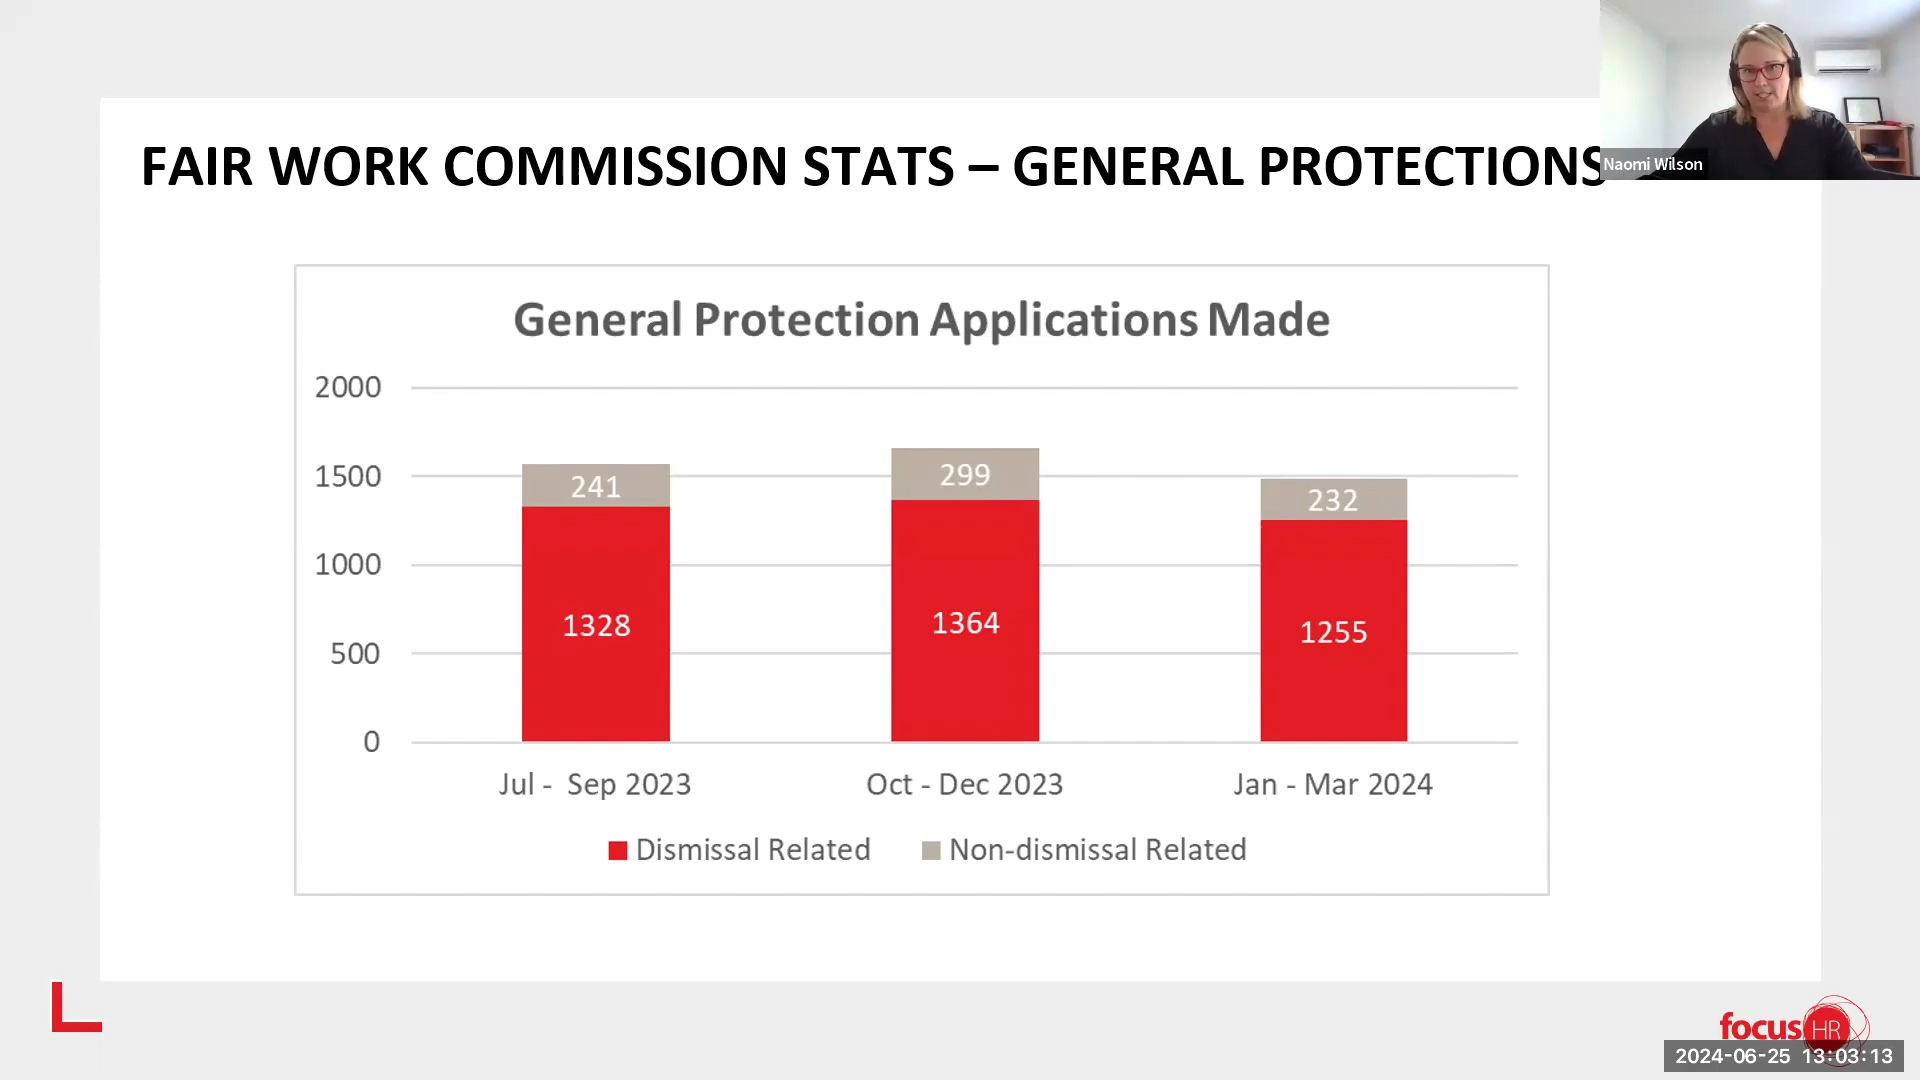 FAIR WORK COMMISSION STATS – GENERAL PROTECTIONS
Naomi Wilson
General Protection Applications Made
2000
1500
1000
500
0
241
299
232
1328
1364
1255
Jul - Sep 2023
Oct - Dec 2023
Jan - Mar 2024
Dismissal Related
Non-dismissal Related
focus HR
2024-06-25 13:03:13